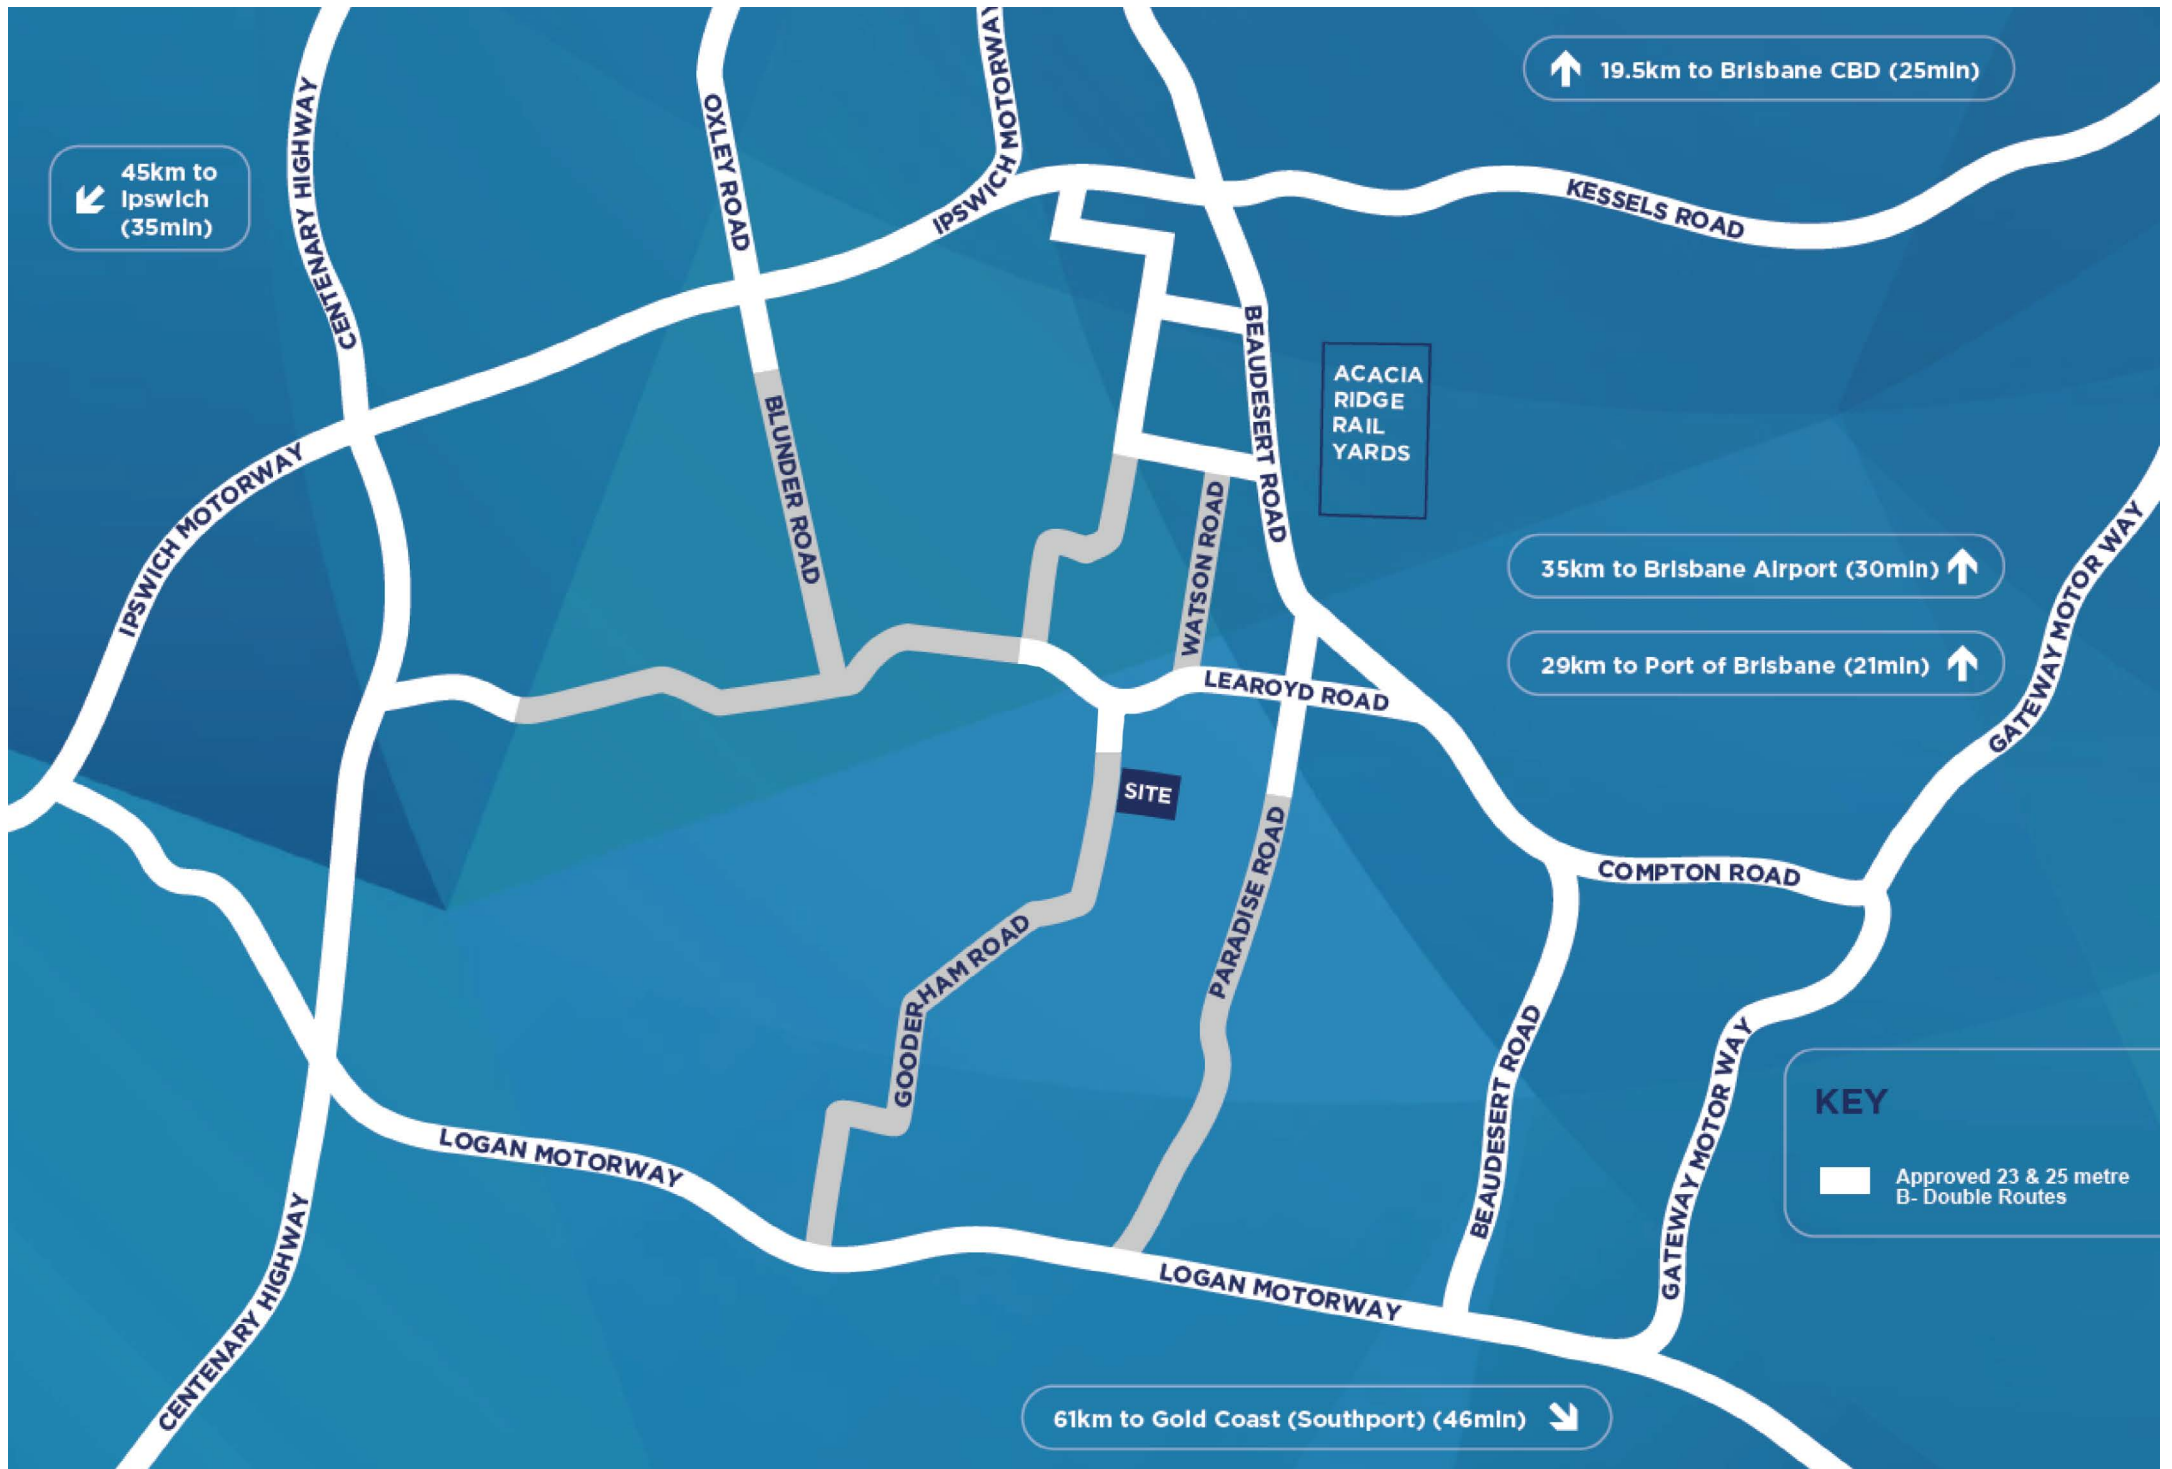 IPSWICH MOTORWAY
19.5km to Brisbane CBD (25min)
CENTENARY HIGHWAY
OXLEY ROAD
45km to
Ipswich
(35min)
IPSWICH MOTORWAY
KESSELS ROAD
BEAUDESERT ROAD
ACACIA
RIDGE
RAIL
YARDS
BLUNDER ROAD
IPSWICH MOTORWAY
WATSON ROAD
35km to Brisbane Airport (30min)
GATEWAY MOTOR WAY
29km to Port of Brisbane (21min)
LEAROYD ROAD
SITE
PARADISE ROAD
COMPTON ROAD
GOODERHAM ROAD
BEAUDESERT ROAD
GATEWAY MOTOR WAY
KEY
Approved 23 & 25 metre
B- Double Routes
LOGAN MOTORWAY
CENTENARY HIGHWAY
LOGAN MOTORWAY
61km to Gold Coast (Southport) (46min)